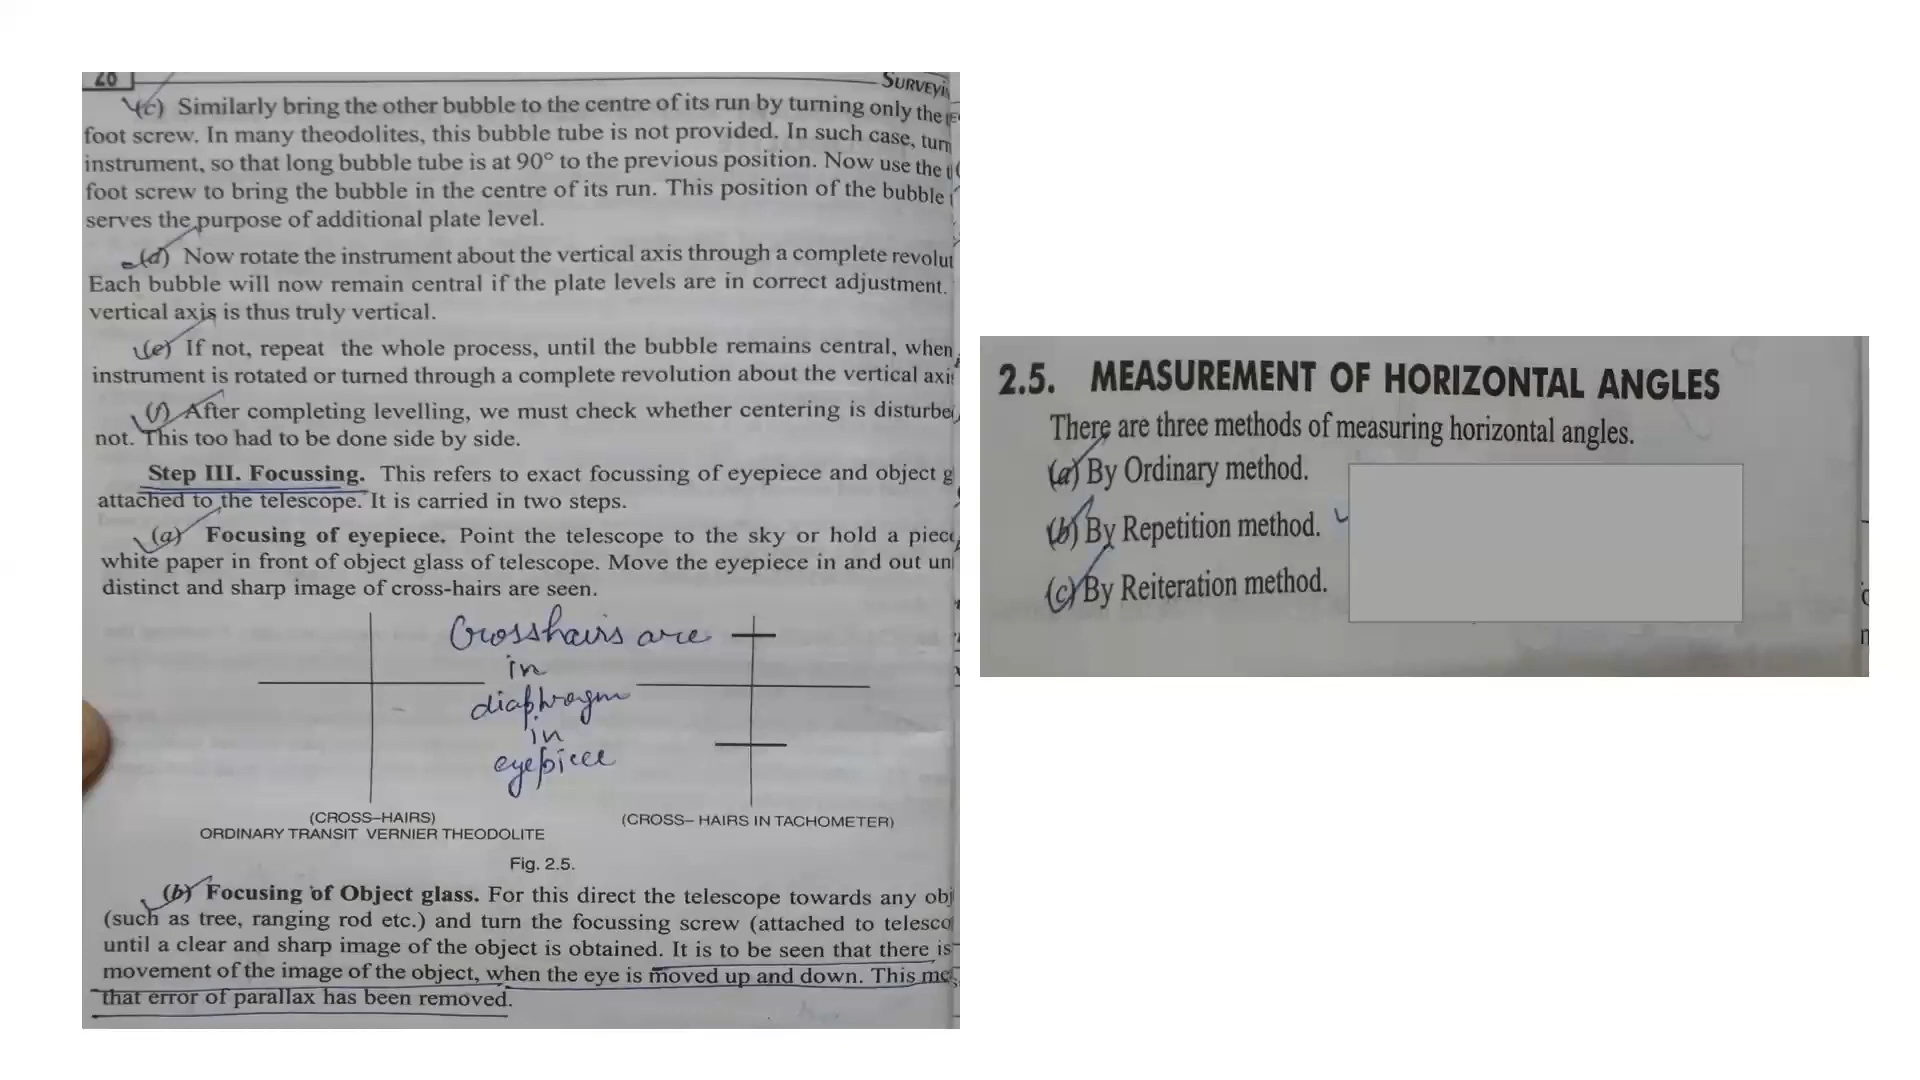 20
SURVEYI
(c) Similarly bring the other bubble to the centre of its run by turning only the
foot screw. In many theodolites, this bubble tube is not provided. In such case, turn
instrument, so that long bubble tube is at 90° to the previous position. Now use the
foot screw to bring the bubble in the centre of its run. This position of the bubble
serves the purpose of additional plate level.
(d) Now rotate the instrument about the vertical axis through a complete revolut
Each bubble will now remain central if the plate levels are in correct adjustment.
vertical axis is thus truly vertical.
(e) If not, repeat the whole process, until the bubble remains central, when
instrument is rotated or turned through a complete revolution about the vertical axi
(f) After completing levelling, we must check whether centering is disturbe
not. This too had to be done side by side.
Step III. Focussing. This refers to exact focussing of eyepiece and object g
attached to the telescope. It is carried in two steps.
(a) Focusing of eyepiece. Point the telescope to the sky or hold a piec
white paper in front of object glass of telescope. Move the eyepiece in and out un
distinct and sharp image of cross-hairs are seen.
Crosshairs are
in
diaphragm
in
eyepiece
(CROSS–HAIRS)
ORDINARY TRANSIT VERNIER THEODOLITE
(CROSS– HAIRS IN TACHOMETER)
Fig. 2.5.
(b) Focusing of Object glass. For this direct the telescope towards any obj
(such as tree, ranging rod etc.) and turn the focussing screw (attached to telesco
until a clear and sharp image of the object is obtained. It is to be seen that there is
movement of the image of the object, when the eye is moved up and down. This me
that error of parallax has been removed.
2.5. MEASUREMENT OF HORIZONTAL ANGLES
There are three methods of measuring horizontal angles.
(a) By Ordinary method.
(b) By Repetition method.
(c) By Reiteration method.